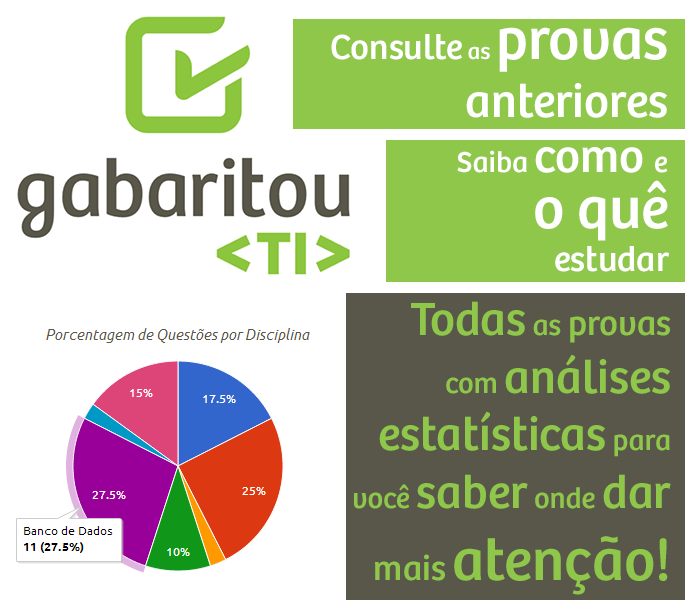 gabaritou
<TI>
Consulte as provas
anteriores
Saiba como e
o quê
estudar
Porcentagem de Questões por Disciplina
15%
17.5%
27.5%
25%
10%
Banco de Dados
11 (27.5%)
Todas as provas
com análises
estatísticas para
você saber onde dar
mais atenção!